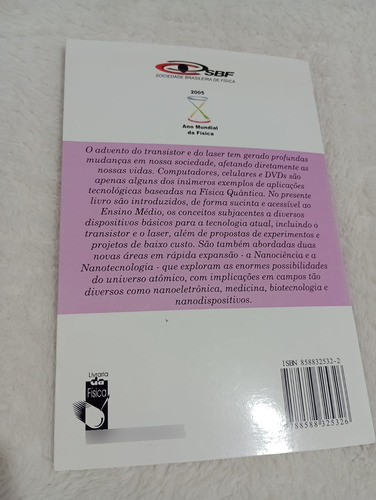 SBF
SOCIEDADE BRASILEIRA DE FÍSICA
2005
Ano Mundial
da Física
O advento do transistor e do laser tem gerado profundas
mudanças em nossa sociedade, afetando diretamente as
nossas vidas. Computadores, celulares e DVDs são
apenas alguns dos inúmeros exemplos de aplicações
tecnológicas baseadas na Física Quântica. No presente
livro são introduzidos, de forma sucinta e acessível ao
Ensino Médio, os conceitos subjacentes a diversos
dispositivos básicos para a tecnologia atual, incluindo o
transistor e o laser, além de propostas de experimentos e
projetos de baixo custo. São também abordadas duas
novas áreas em rápida expansão - a Nanociência e a
Nanotecnologia - que exploram as enormes possibilidades
do universo atômico, com implicações em campos tão
diversos como nanoeletrônica, medicina, biotecnologia e
nanodispositivos.
Livraria
da
Física
ISBN 858832532-2
788588 325326